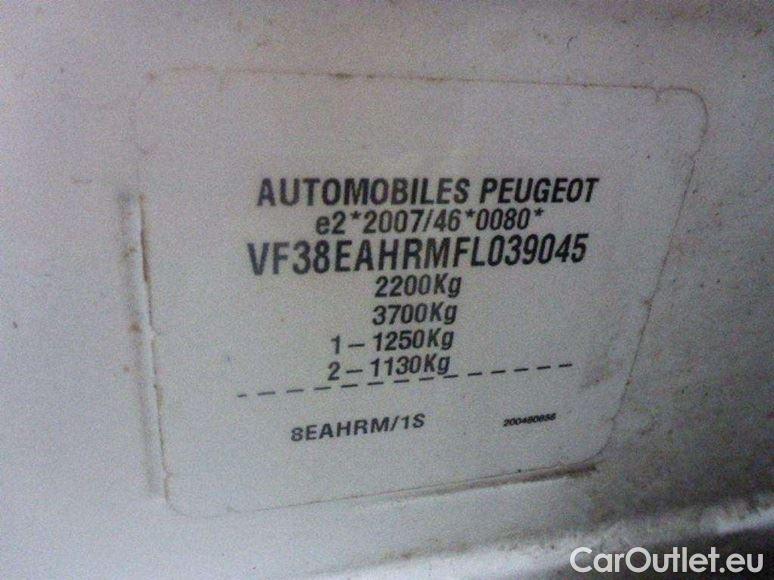 AUTOMOBILES PEUGEOT
e2*2007/46*0080*
VF38EAHRMFL039045
2200Kg
3700Kg
1-1250Kg
2-1130Kg
8EAHRM/1S
CarOutlet.eu